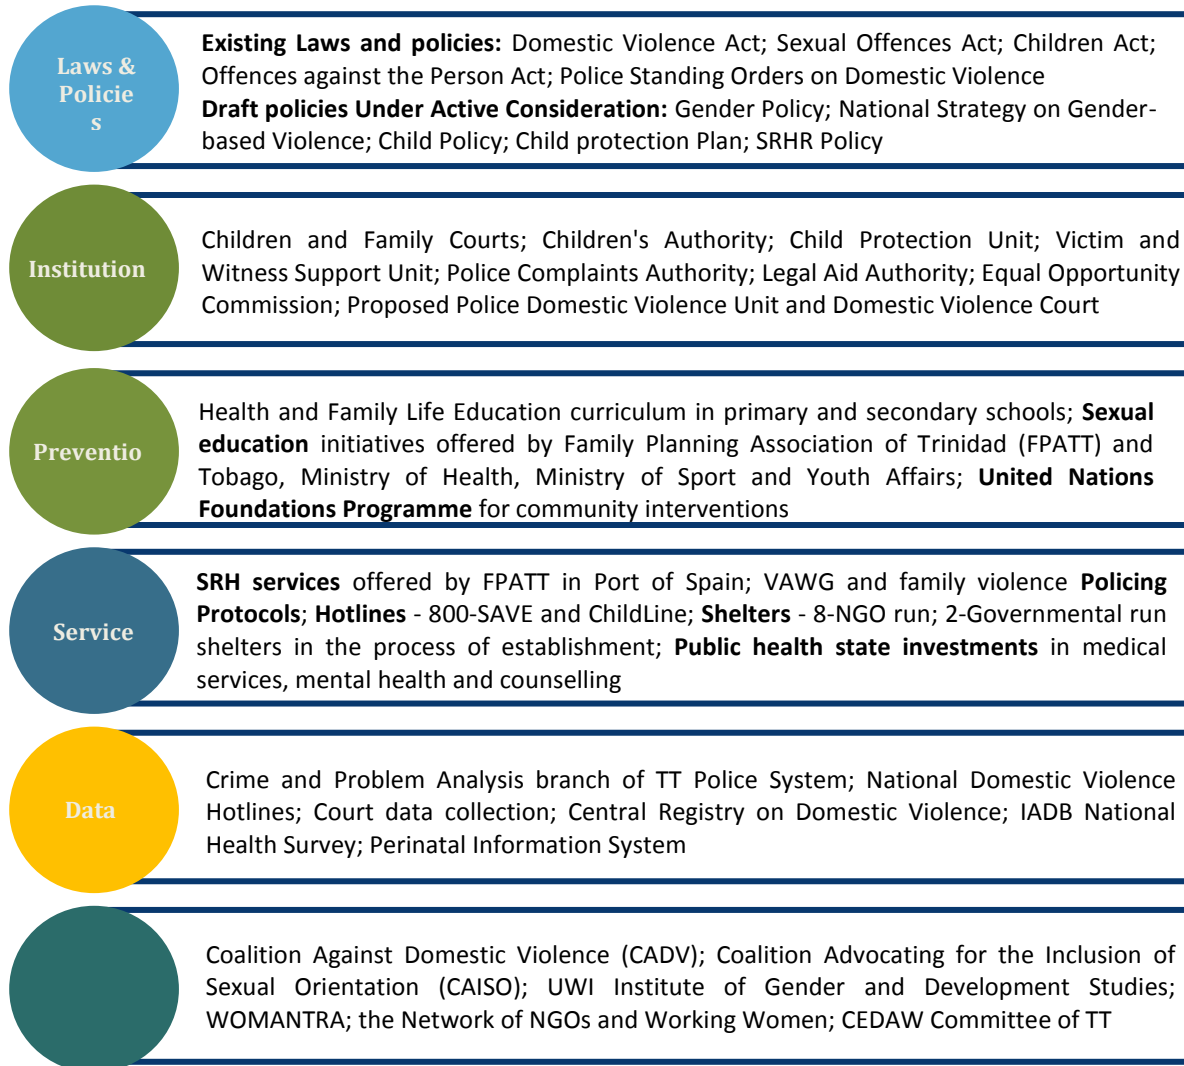 Laws &
Policie
s
Existing Laws and policies: Domestic Violence Act; Sexual Offences Act; Children Act;
Offences against the Person Act; Police Standing Orders on Domestic Violence
Draft policies Under Active Consideration: Gender Policy; National Strategy on Gender-
based Violence; Child Policy; Child protection Plan; SRHR Policy
Institution
Children and Family Courts; Children's Authority; Child Protection Unit; Victim and
Witness Support Unit; Police Complaints Authority; Legal Aid Authority; Equal Opportunity
Commission; Proposed Police Domestic Violence Unit and Domestic Violence Court
Preventio
Health and Family Life Education curriculum in primary and secondary schools; Sexual
education initiatives offered by Family Planning Association of Trinidad (FPATT) and
Tobago, Ministry of Health, Ministry of Sport and Youth Affairs; United Nations
Foundations Programme for community interventions
Service
SRH services offered by FPATT in Port of Spain; VAWG and family violence Policing
Protocols; Hotlines - 800-SAVE and ChildLine; Shelters - 8-NGO run; 2-Governmental run
shelters in the process of establishment; Public health state investments in medical
services, mental health and counselling
Data
Crime and Problem Analysis branch of TT Police System; National Domestic Violence
Hotlines; Court data collection; Central Registry on Domestic Violence; IADB National
Health Survey; Perinatal Information System
Coalition Against Domestic Violence (CADV); Coalition Advocating for the Inclusion of
Sexual Orientation (CAISO); UWI Institute of Gender and Development Studies;
WOMANTRA; the Network of NGOs and Working Women; CEDAW Committee of TT